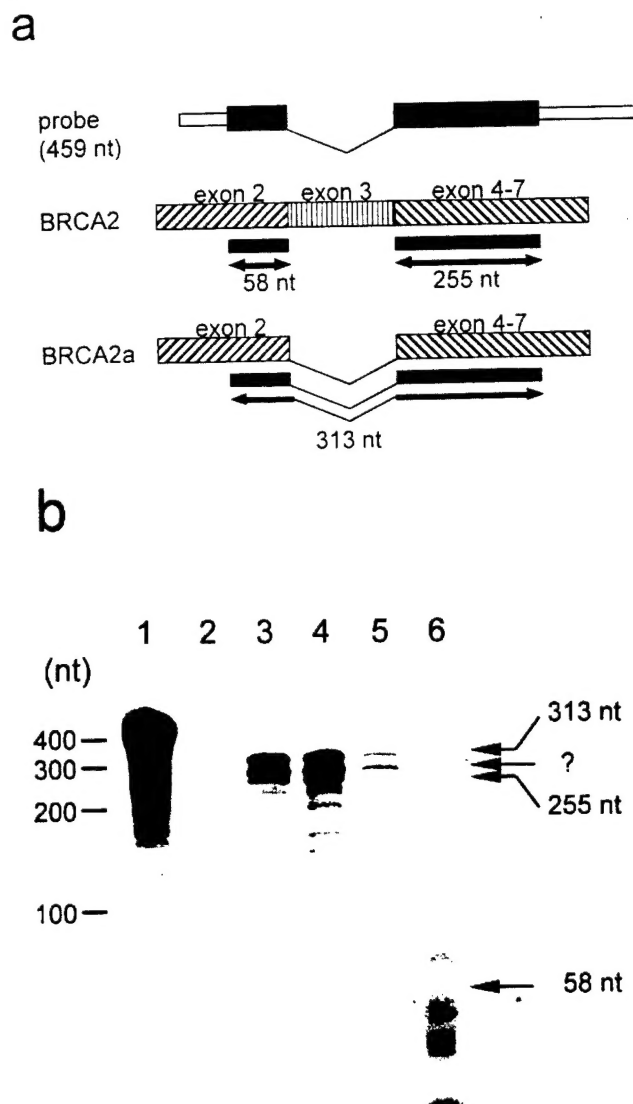 a
probe
(459 nt)
exon 2 exon 3 exon 4-7
BRCA2
58 nt 255 nt
exon 2 exon 4-7
BRCA2a
313 nt
b
1 2 3 4 5 6
(nt)
400
300
200
100
313 nt
?
255 nt
58 nt